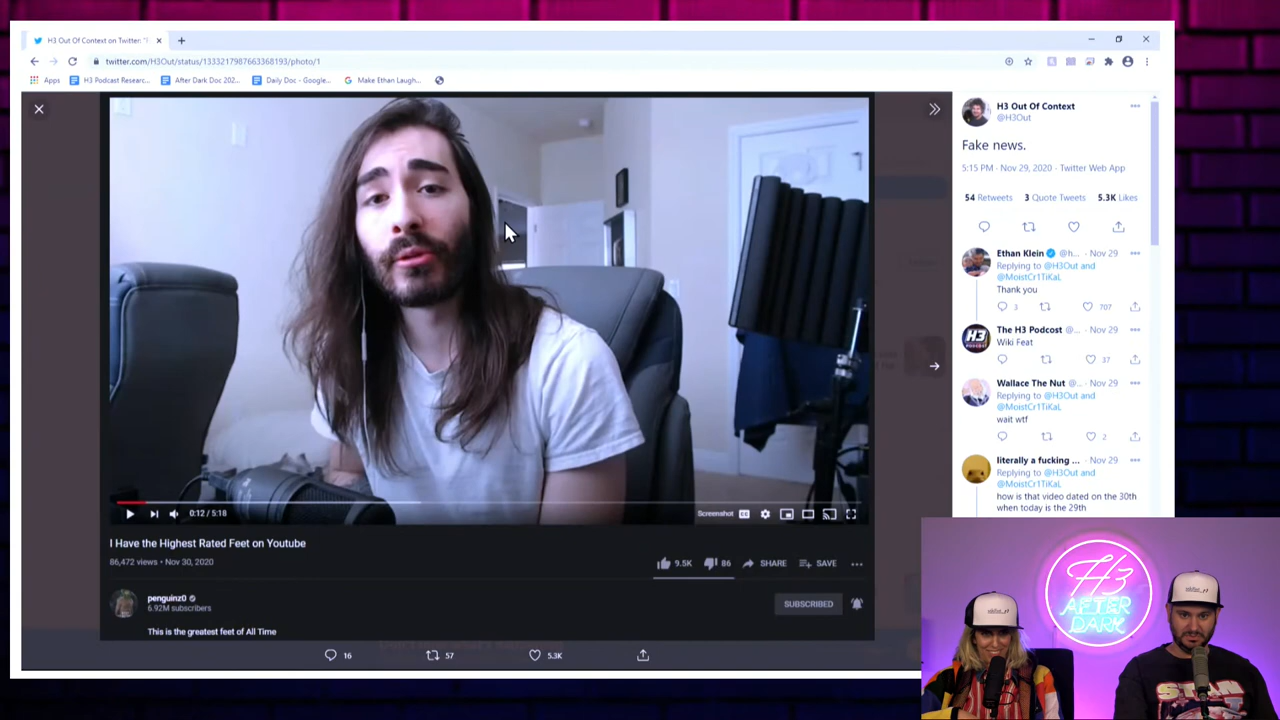 H3 Out Of Context on Twitter: "F
twitter.com/H3Out/status/1333217987663368193/photo/1
Apps
H3 Podcast Researc...
After Dark Doc 202...
Daily Doc - Google...
Make Ethan Laugh...
H3 Out Of Context
@H3Out
Fake news.
5:15 PM · Nov 29, 2020 · Twitter Web App
54 Retweets 3 Quote Tweets 5.3K Likes
Ethan Klein @h... · Nov 29
Replying to @H3Out and
@MoistCr1TiKaL
Thank you
3 707
H3
The H3 Podcast @... · Nov 29
Wiki Feat
37
Wallace The Nut @... · Nov 29
Replying to @H3Out and
@MoistCr1TiKaL
wait wtf
2
literally a fucking ... · Nov 29
Replying to @H3Out and
@MoistCr1TiKaL
how is that video dated on the 30th
when today is the 29th
0:12 / 5:18
Screenshot
CC
I Have the Highest Rated Feet on Youtube
86,472 views • Nov 30, 2020
9.5K 86 SHARE SAVE
penguinz0
6.92M subscribers
SUBSCRIBED
This is the greatest feet of All Time
16 57 5.3K
H3
AFTER
DARK